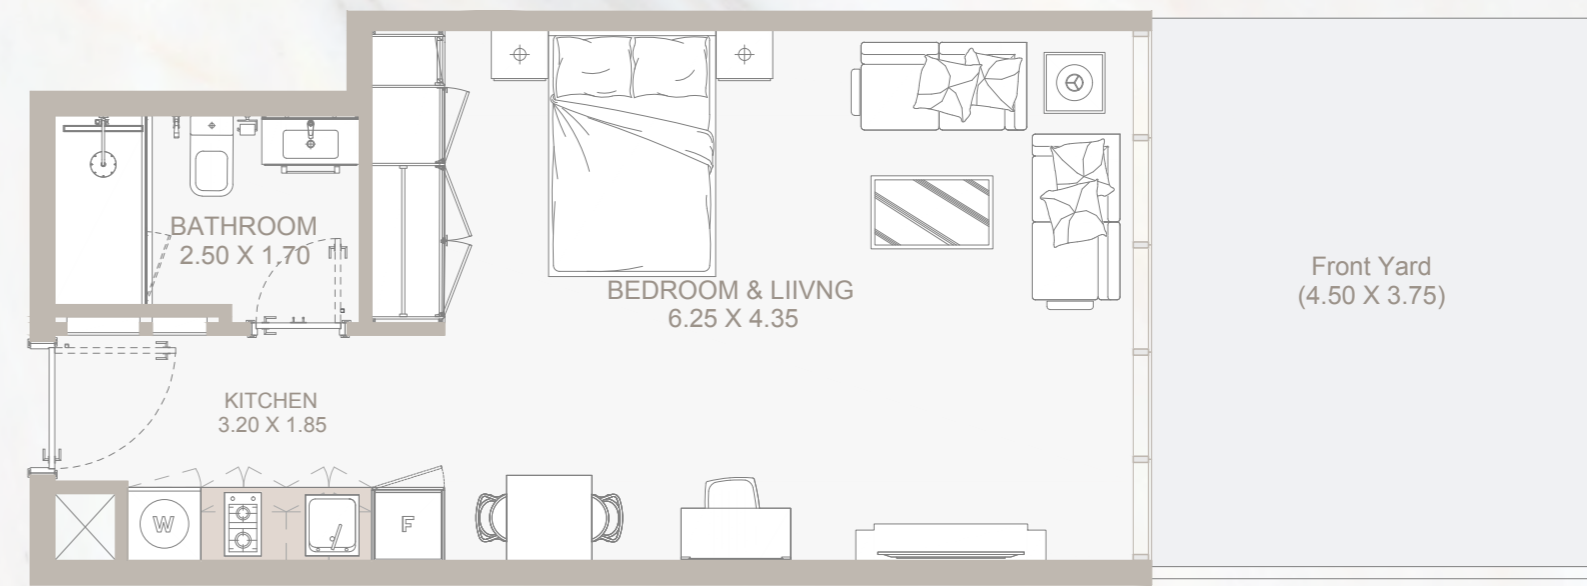 BATHROOM
2.50 X 1.70
BEDROOM & LIIVNG
6.25 X 4.35
Front Yard
(4.50 X 3.75)
KITCHEN
3.20 X 1.85
W
F